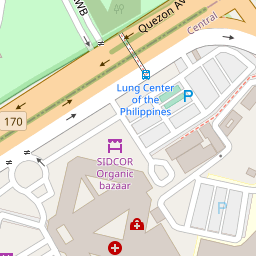 WB
Quezon Av
Central
Lung Center
of the
Philippines
P
170
SIDCOR
Organic
bazaar
P